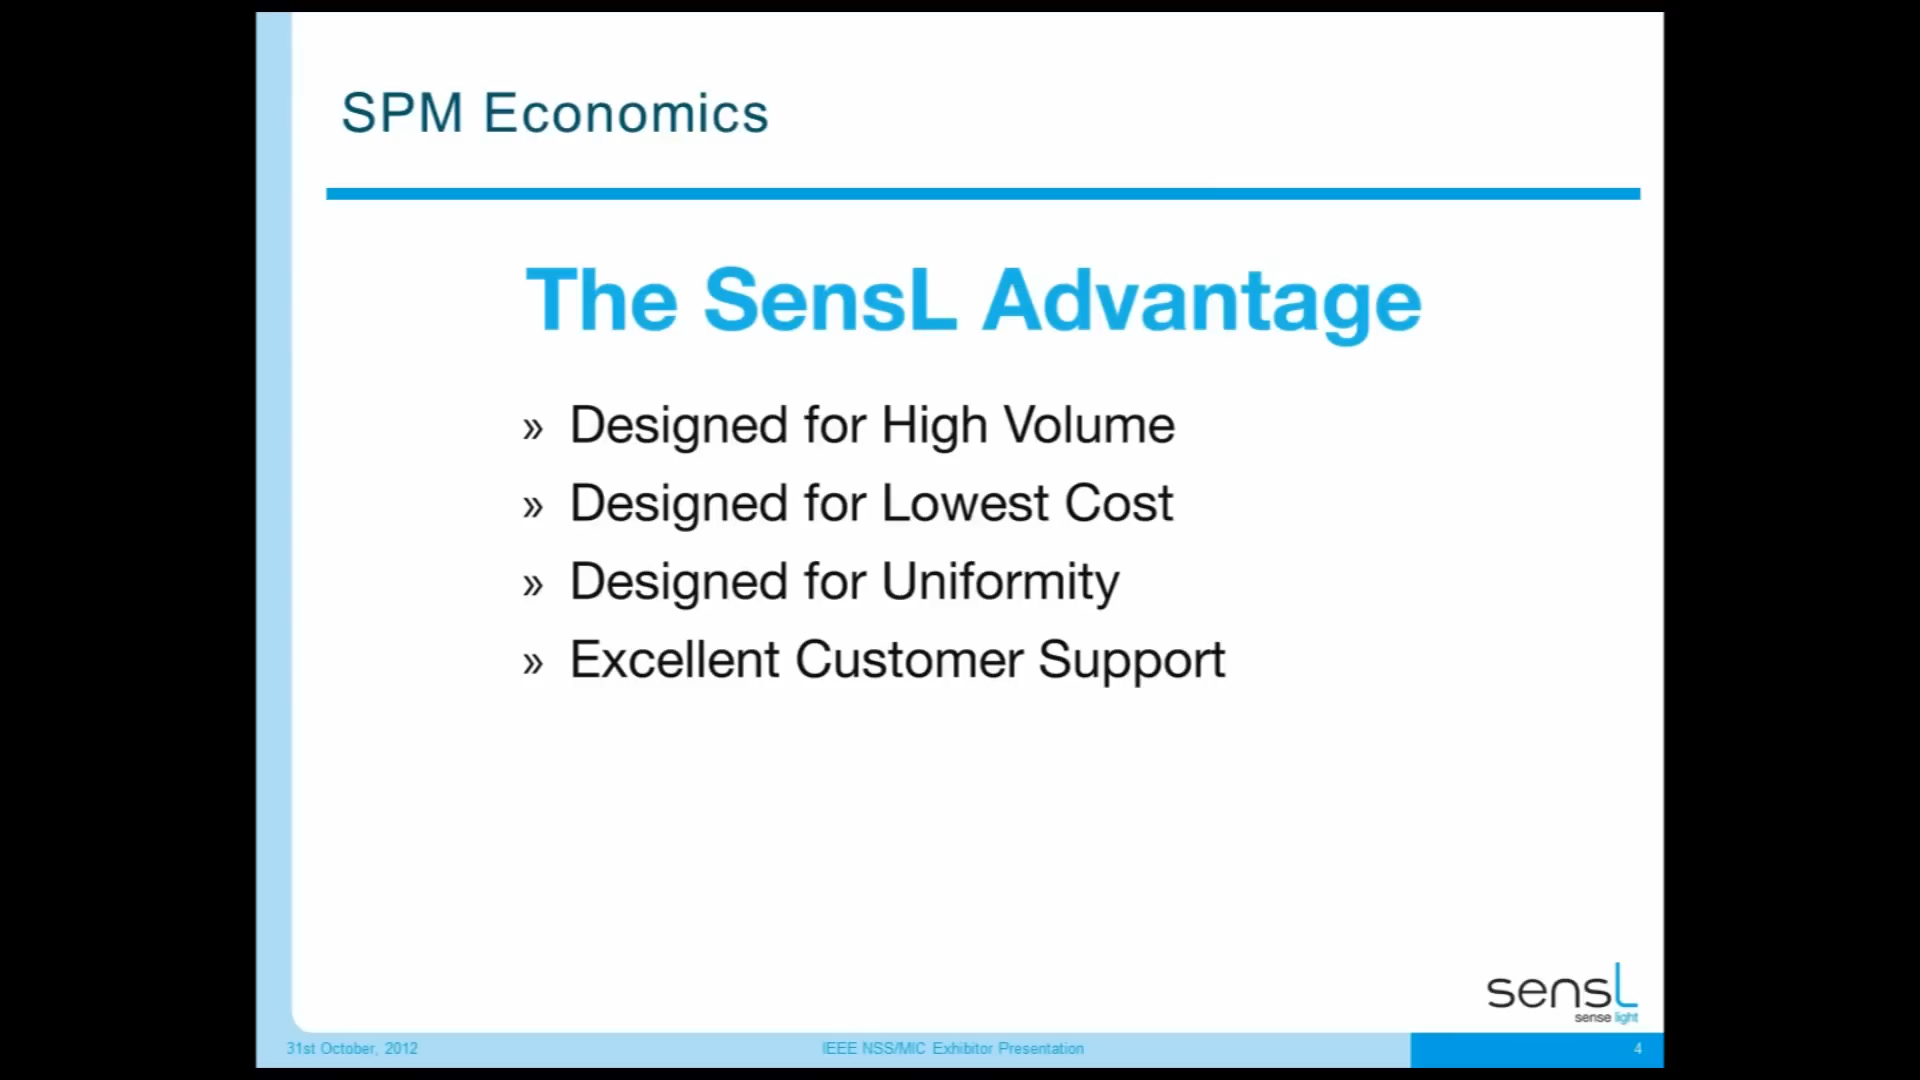 SPM Economics
The SensL Advantage
» Designed for High Volume
» Designed for Lowest Cost
» Designed for Uniformity
» Excellent Customer Support
sensL
sense light
31st October, 2012
IEEE NSS/MIC Exhibitor Presentation
4